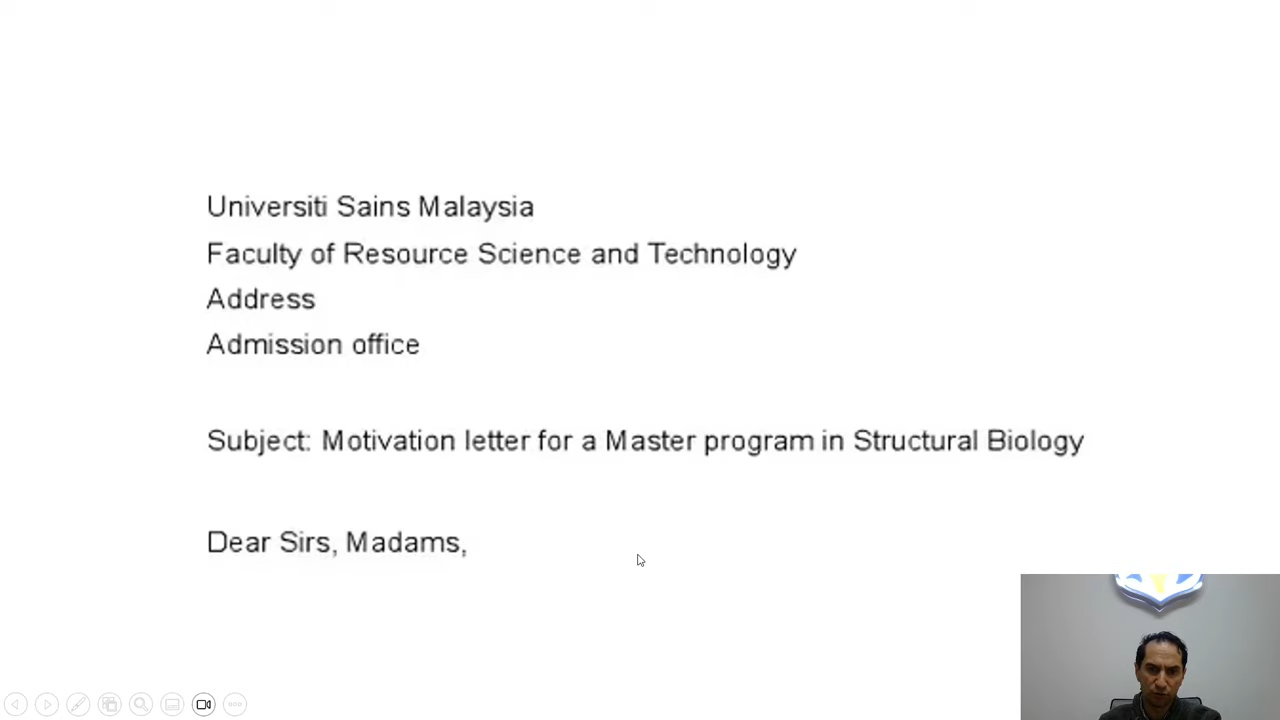 Universiti Sains Malaysia
Faculty of Resource Science and Technology
Address
Admission office
Subject: Motivation letter for a Master program in Structural Biology
Dear Sirs, Madams,